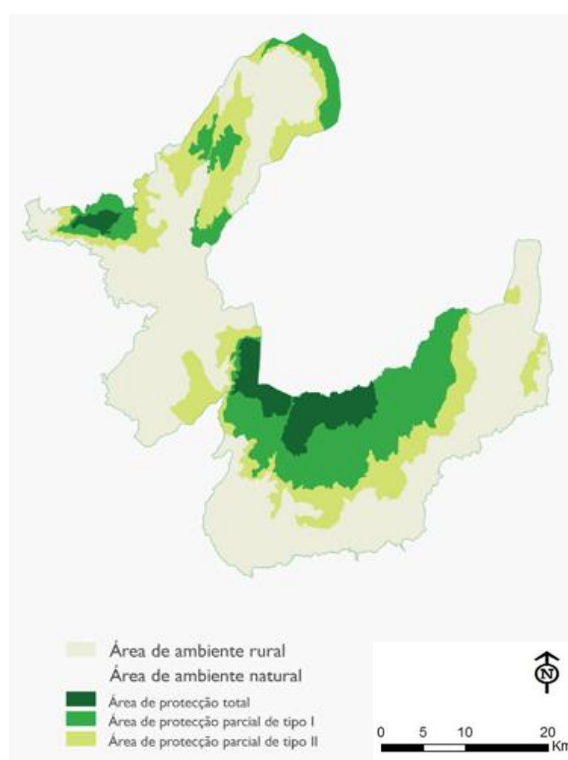 Área de ambiente rural
Área de ambiente natural
Área de protecção total
Área de protecção parcial de tipo I
Área de protecção parcial de tipo II
N
0 5 10 20
Km